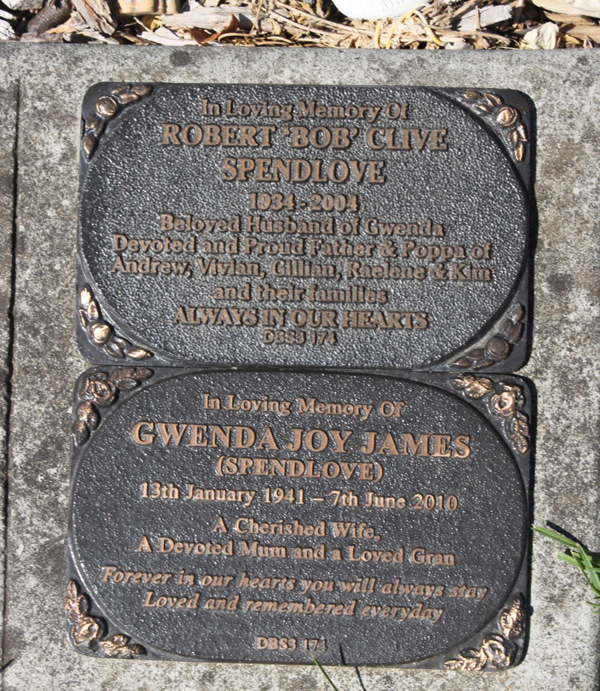 In Loving Memory Of
ROBERT 'BOB' CLIVE
SPENDLOVE
1934 - 2004
Beloved Husband of Gwenda
Devoted and Proud Father & Poppa of
Andrew, Vivian, Gillian, Raelene & Kim
and their families
ALWAYS IN OUR HEARTS
DBS3 174
In Loving Memory Of
GWENDA JOY JAMES
(SPENDLOVE)
13th January 1941 – 7th June 2010
A Cherished Wife,
A Devoted Mum and a Loved Gran
Forever in our hearts you will always stay
Loved and remembered everyday
DBS3 174